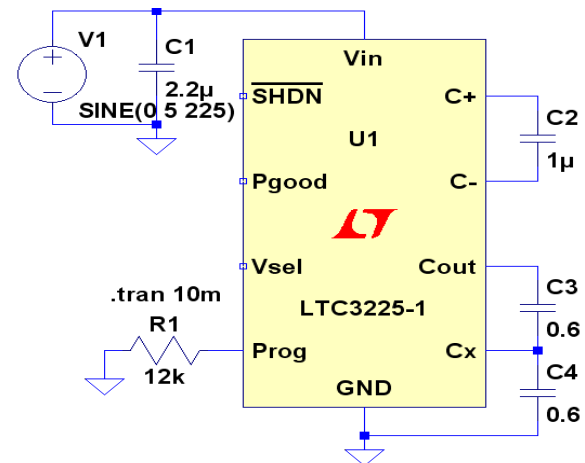 V1
C1
2.2µ
SINE(0 5 225)
Vin
SHDN
C+
U1
C2
1µ
Pgood
C-
Vsel
Cout
.tran 10m
LTC3225-1
C3
0.6
R1
12k
Prog
Cx
C4
0.6
GND